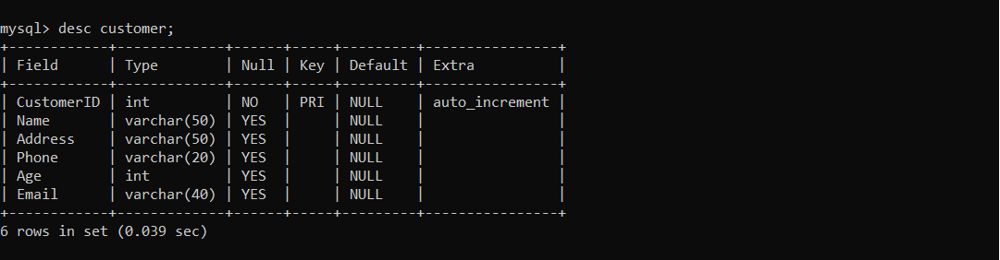 mysql> desc customer;
+------------+-------------+------+-----+---------+----------------+
| Field      | Type        | Null | Key | Default | Extra          |
+------------+-------------+------+-----+---------+----------------+
| CustomerID | int         | NO   | PRI | NULL    | auto_increment |
| Name       | varchar(50) | YES  |     | NULL    |                |
| Address    | varchar(50) | YES  |     | NULL    |                |
| Phone      | varchar(20) | YES  |     | NULL    |                |
| Age        | int         | YES  |     | NULL    |                |
| Email      | varchar(40) | YES  |     | NULL    |                |
+------------+-------------+------+-----+---------+----------------+
6 rows in set (0.039 sec)